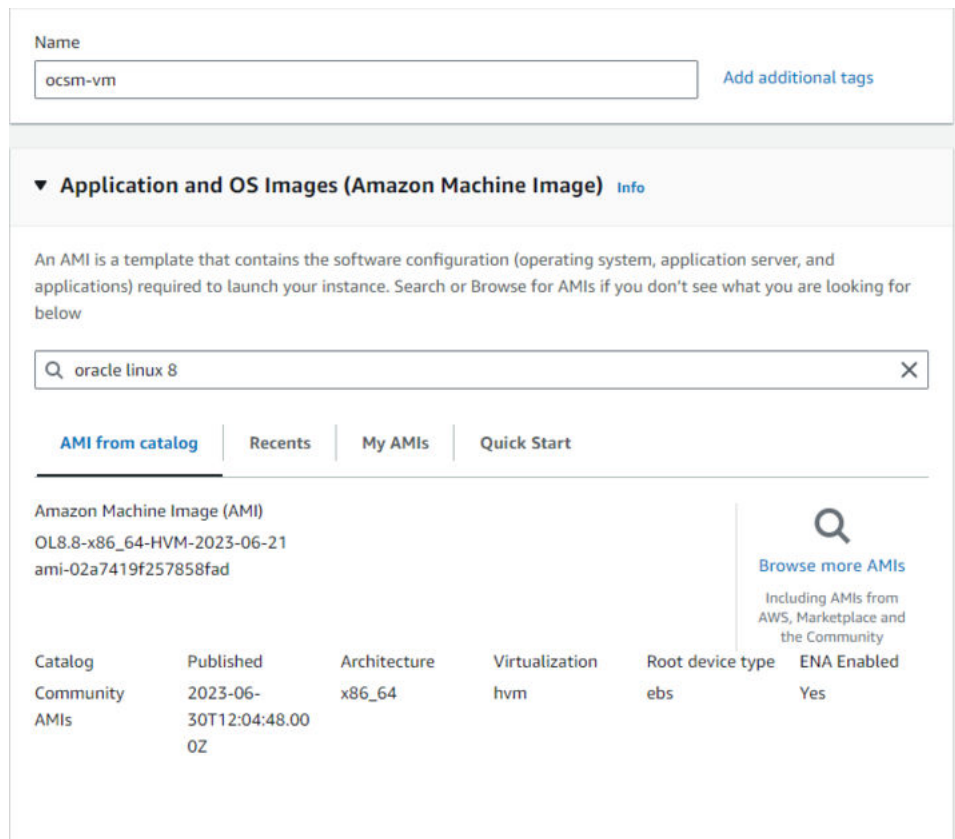 Name
ocsm-vm
Add additional tags
Application and OS Images (Amazon Machine Image) Info
An AMI is a template that contains the software configuration (operating system, application server, and
applications) required to launch your instance. Search or Browse for AMIs if you don't see what you are looking for
below
oracle linux 8
AMI from catalog
Recents
My AMIs
Quick Start
Amazon Machine Image (AMI)
OL8.8-x86_64-HVM-2023-06-21
ami-02a7419f257858fad
Browse more AMIs
Including AMIs from
AWS, Marketplace and
the Community
Catalog
Community
AMIs
Published
2023-06-
30T12:04:48.00
0Z
Architecture
x86_64
Virtualization
hvm
Root device type
ebs
ENA Enabled
Yes